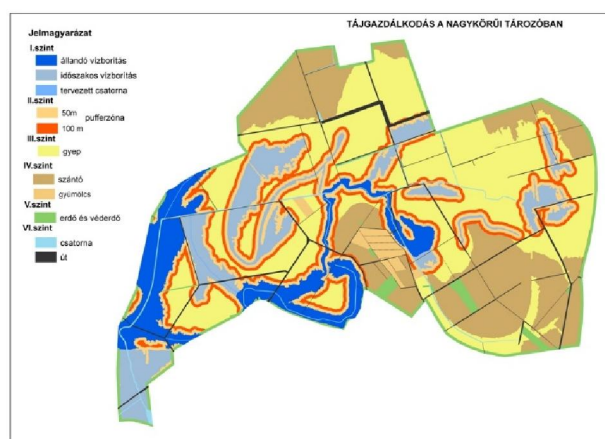 TÁJGAZDÁLKODÁS A NAGYKÖRŰI TÁROZÓBAN
Jelmagyarázat
I.szint
állandó vízborítás
időszakos vízborítás
tervezett csatorna
II.szint
50m
pufferzóna
100 m
III.szint
gyep
IV.szint
szántó
gyümölcs
V.szint
erdő és véderdő
VI.szint
csatorna
út